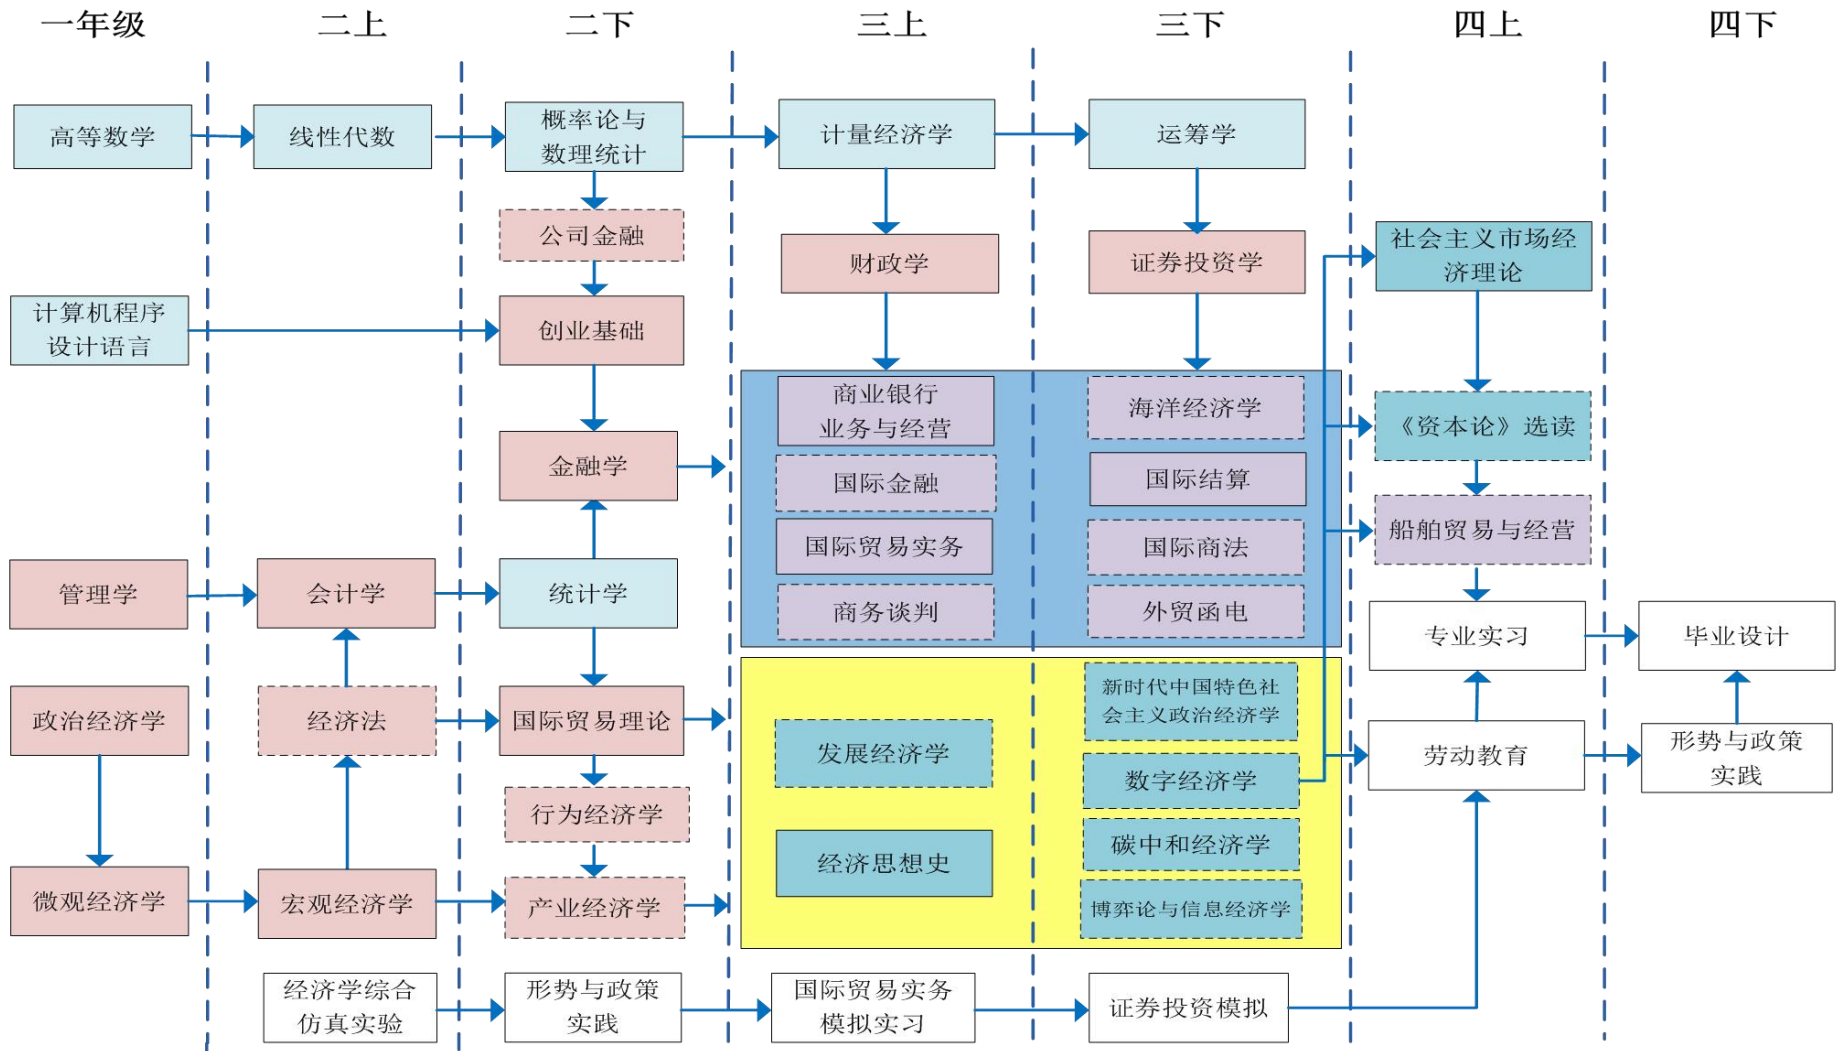 一年级
二上
二下
三上
三下
四上
四下
高等数学
线性代数
概率论与
数理统计
计量经济学
运筹学
公司金融
财政学
证券投资学
社会主义市场经
济理论
计算机程序
设计语言
创业基础
商业银行
业务与经营
海洋经济学
《资本论》选读
金融学
国际金融
国际结算
船舶贸易与经营
国际贸易实务
国际商法
管理学
会计学
统计学
商务谈判
外贸函电
专业实习
毕业设计
政治经济学
经济法
国际贸易理论
发展经济学
新时代中国特色社
会主义政治经济学
劳动教育
形势与政策
实践
数字经济学
行为经济学
碳中和经济学
经济思想史
微观经济学
宏观经济学
产业经济学
博弈论与信息经济学
经济学综合
仿真实验
形势与政策
实践
国际贸易实务
模拟实习
证券投资模拟